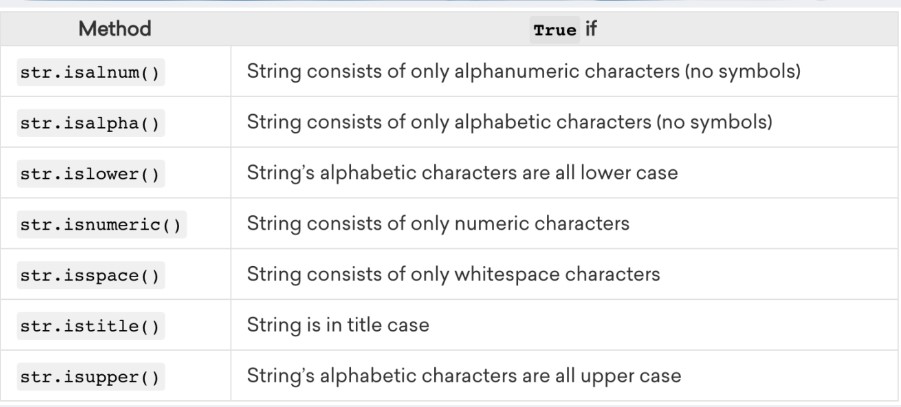 Method True if
str.isalnum() String consists of only alphanumeric characters (no symbols)
str.isalpha() String consists of only alphabetic characters (no symbols)
str.islower() String’s alphabetic characters are all lower case
str.isnumeric() String consists of only numeric characters
str.isspace() String consists of only whitespace characters
str.istitle() String is in title case
str.isupper() String’s alphabetic characters are all upper case